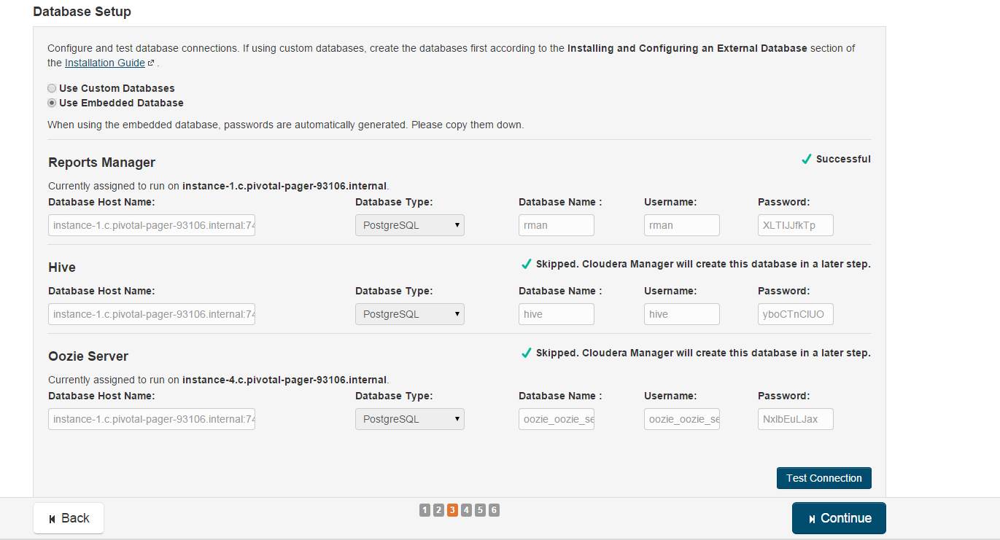 Database Setup
Configure and test database connections. If using custom databases, create the databases first according to the Installing and Configuring an External Database section of
the Installation Guide .
Use Custom Databases
Use Embedded Database
When using the embedded database, passwords are automatically generated. Please copy them down.
Reports Manager
Successful
Currently assigned to run on instance-1.c.pivotal-pager-93106.internal.
Database Host Name: Database Type: Database Name : Username: Password:
instance-1.c.pivotal-pager-93106.internal:74 PostgreSQL rman rman XLTIJJfkTp
Hive
Skipped. Cloudera Manager will create this database in a later step.
Database Host Name: Database Type: Database Name : Username: Password:
instance-1.c.pivotal-pager-93106.internal:74 PostgreSQL hive hive yboCTnClUO
Oozie Server
Skipped. Cloudera Manager will create this database in a later step.
Currently assigned to run on instance-4.c.pivotal-pager-93106.internal.
Database Host Name: Database Type: Database Name : Username: Password:
instance-1.c.pivotal-pager-93106.internal:74 PostgreSQL oozie_oozie_se oozie_oozie_se NxlbEuLJax
Test Connection
Back
1 2 3 4 5 6
Continue